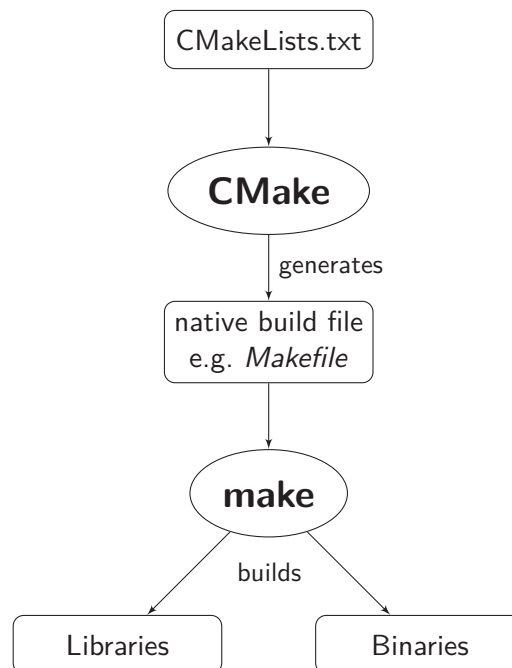 CMakeLists.txt
CMake
generates
native build file
e.g. Makefile
make
builds
Libraries
Binaries